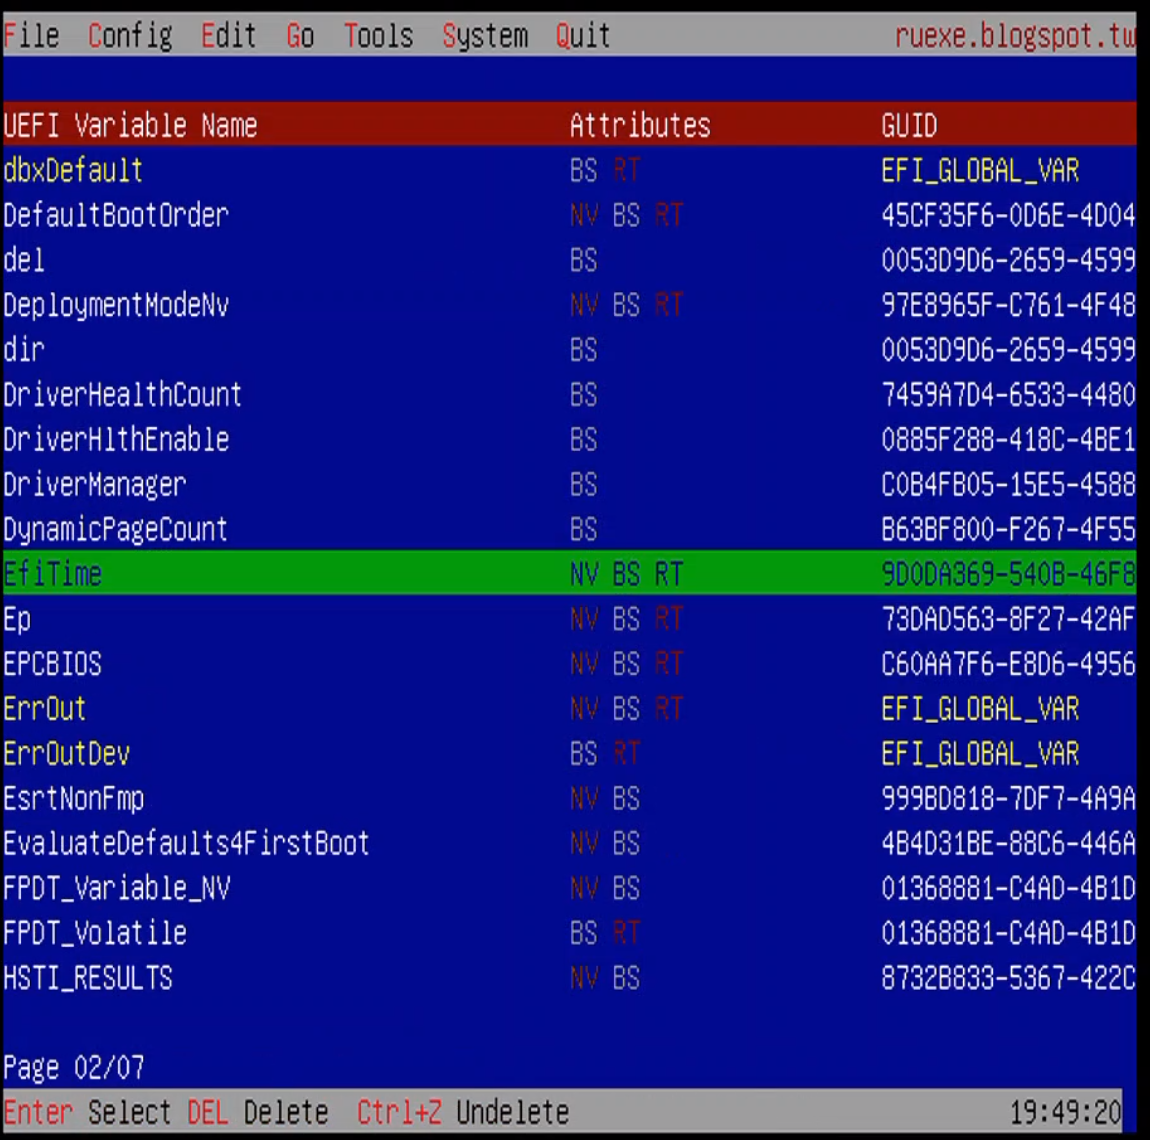 File Config Edit Go Tools System Quit ruexe.blogspot.tw
UEFI Variable Name Attributes GUID
dbxDefault BS RT EFI_GLOBAL_VAR
DefaultBootOrder NV BS RT 45CF35F6-0D6E-4D04
del BS 0053D9D6-2659-4599
DeploymentModeNv NV BS RT 97E8965F-C761-4F48
dir BS 0053D9D6-2659-4599
DriverHealthCount BS 7459A7D4-6533-4480
DriverHlthEnable BS 0885F288-418C-4BE1
DriverManager BS C0B4FB05-15E5-4588
DynamicPageCount BS B63BF800-F267-4F55
EfiTime NV BS RT 9D0DA369-540B-46F8
Ep NV BS RT 73DAD563-8F27-42AF
EPCBIOS NV BS RT C60AA7F6-E8D6-4956
ErrOut NV BS RT EFI_GLOBAL_VAR
ErrOutDev BS RT EFI_GLOBAL_VAR
EsrtNonFmp NV BS 999BD818-7DF7-4A9A
EvaluateDefaults4FirstBoot NV BS 4B4D31BE-88C6-446A
FPDT_Variable_NV NV BS 01368881-C4AD-4B1D
FPDT_Volatile BS RT 01368881-C4AD-4B1D
HSTI_RESULTS NV BS 8732B833-5367-422C
Page 02/07
Enter Select DEL Delete Ctrl+Z Undelete 19:49:20